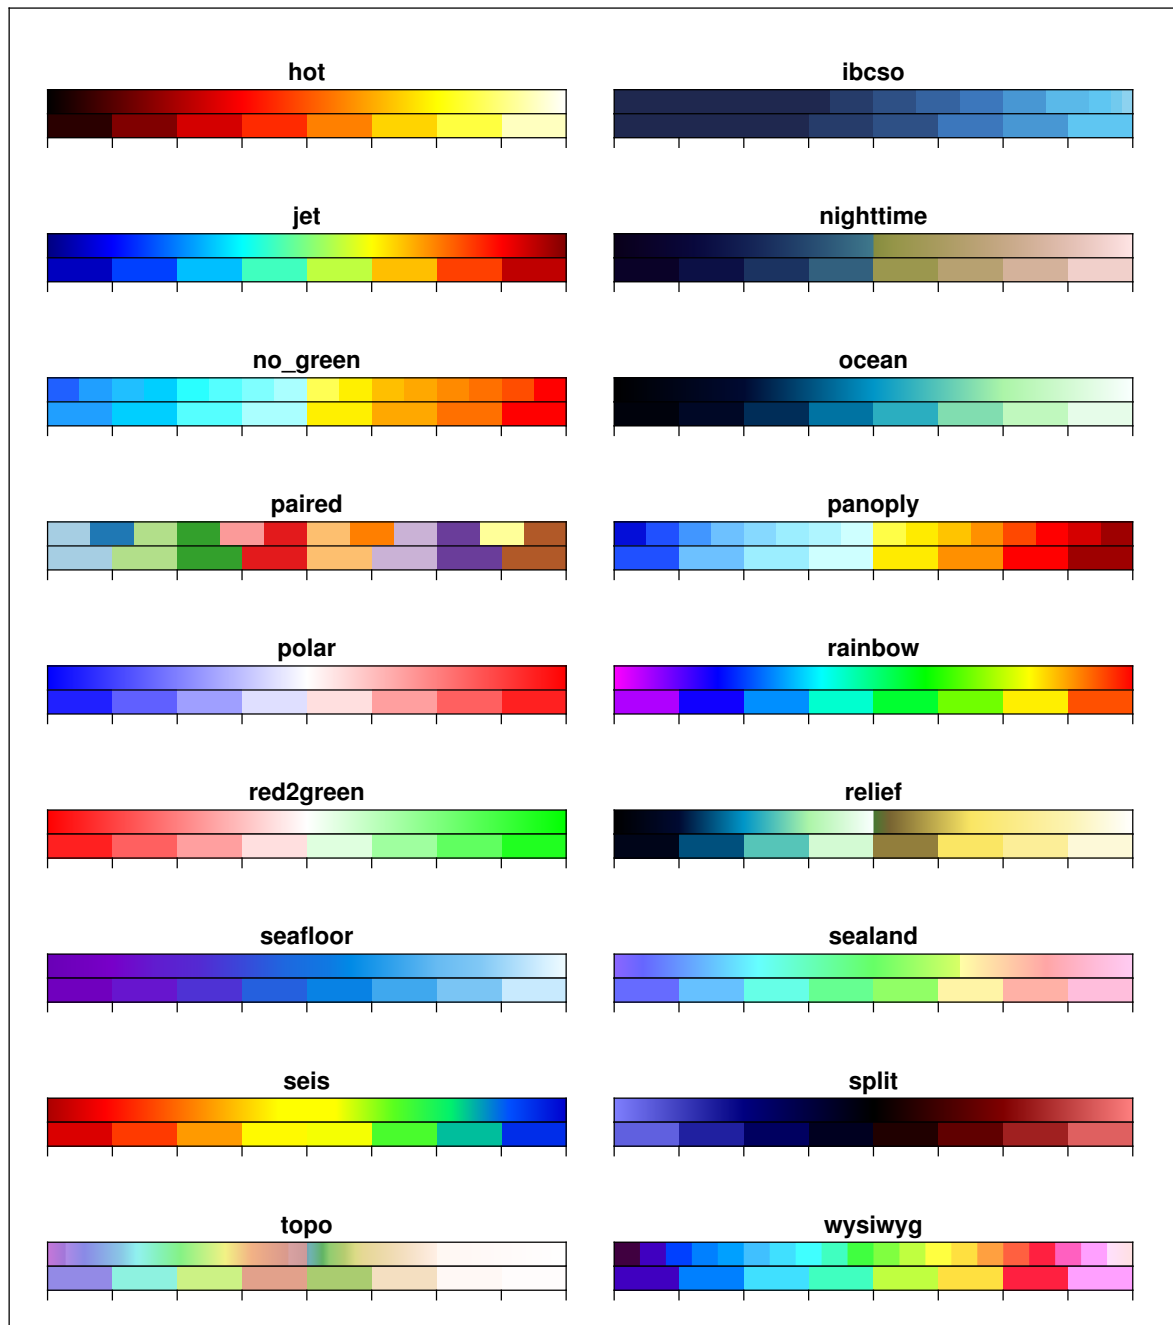 hot
ibcso
jet
nighttime
no_green
ocean
paired
panoply
polar
rainbow
red2green
relief
seafloor
sealand
seis
split
topo
wysiwyg